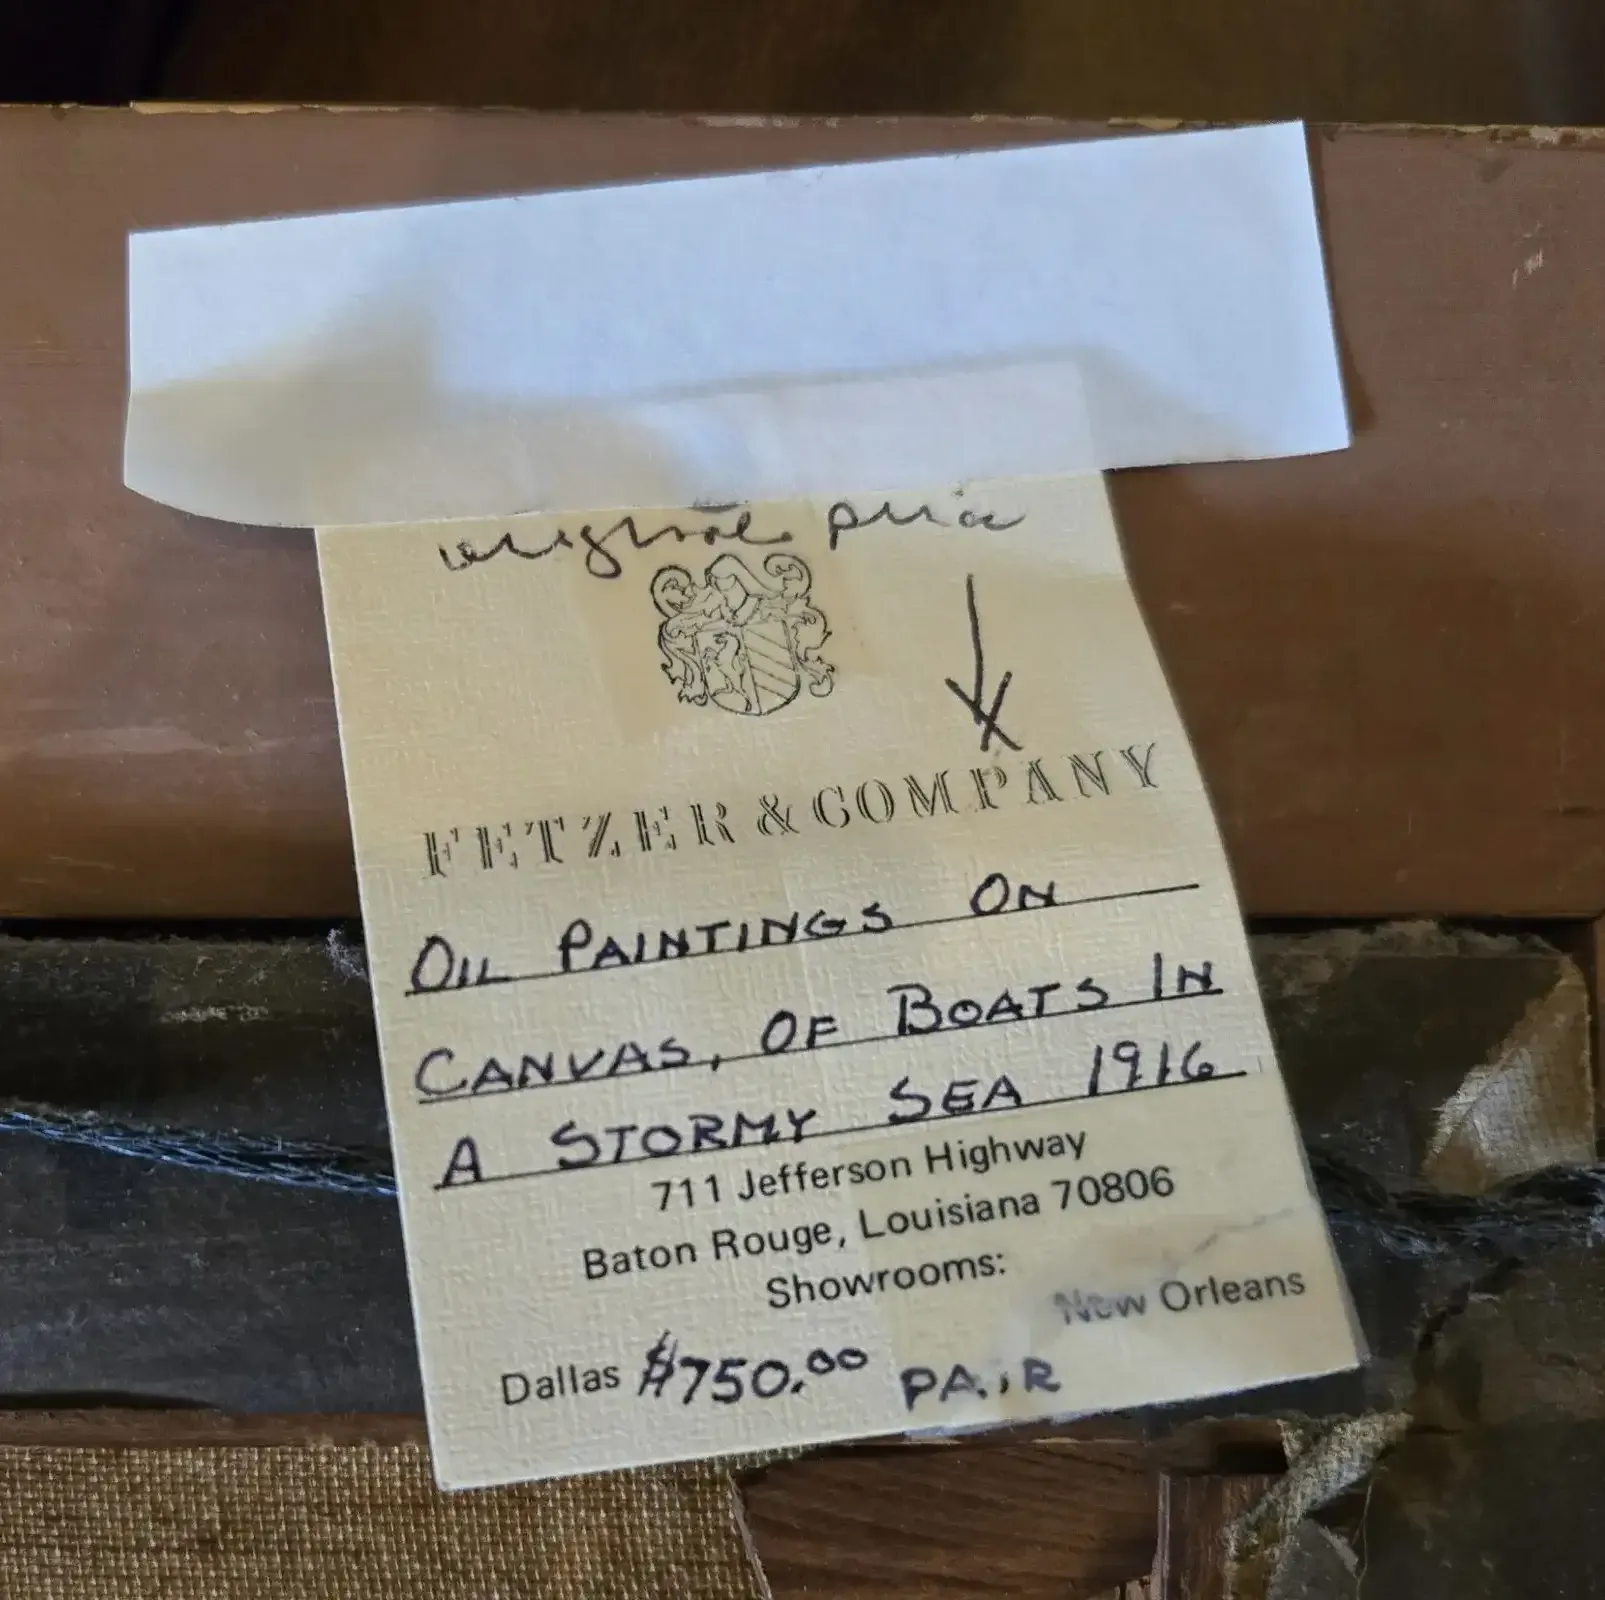 original price
FETZER & COMPANY
OIL PAINTINGS ON
CANVAS, OF BOATS IN
A STORMY SEA 1916
711 Jefferson Highway
Baton Rouge, Louisiana 70806
Showrooms:
New Orleans
Dallas $750.00 PAIR